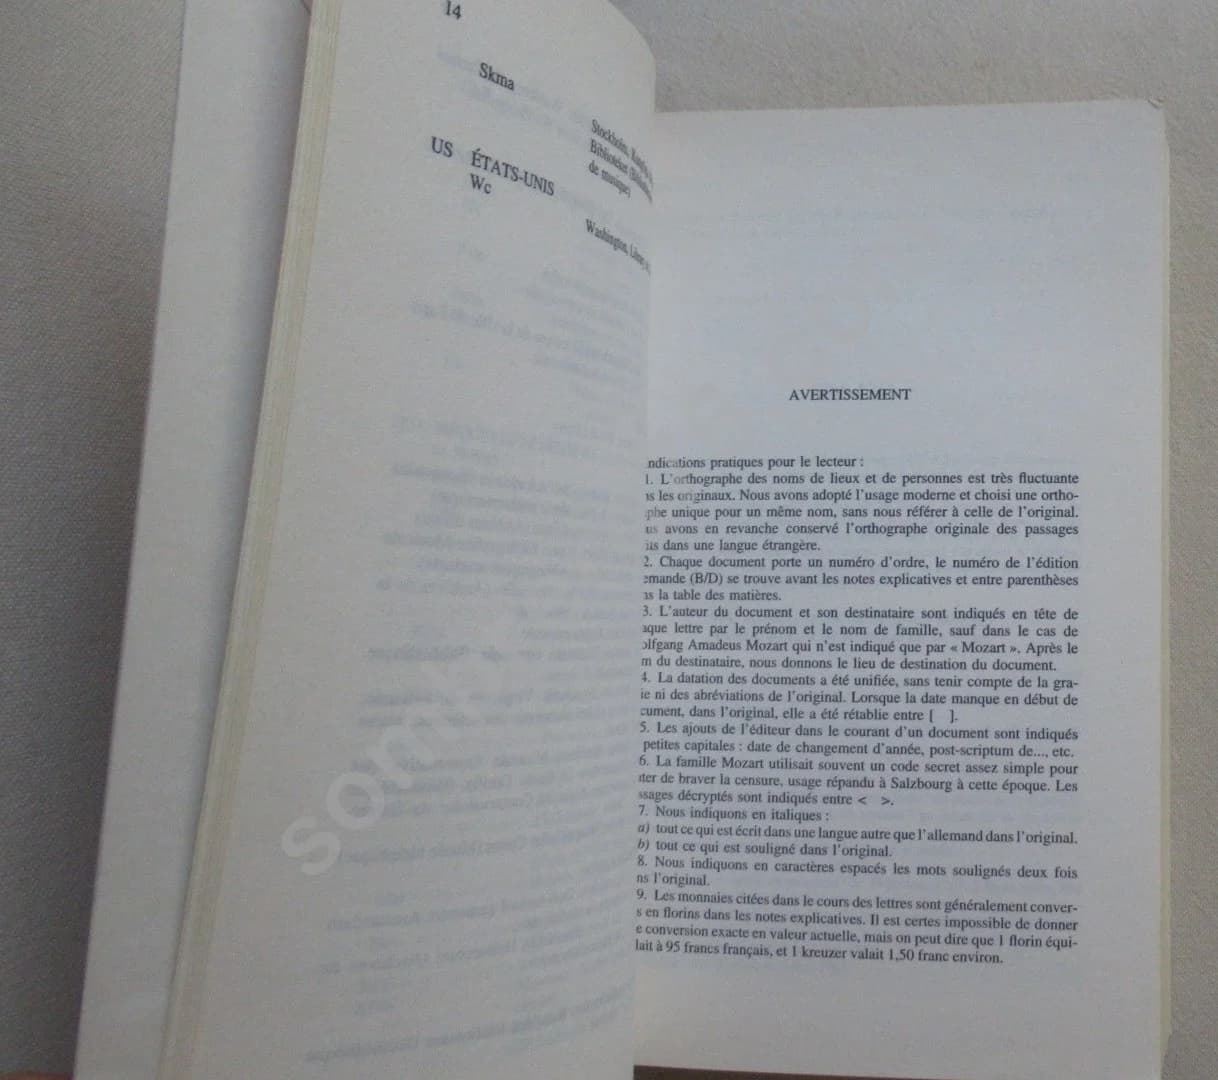 14
Skma
Stockholm,
Biblioteket
de musique)
US ÉTATS-UNIS
Wc
Washington,
AVERTISSEMENT
ndications pratiques pour le lecteur :
1. L'orthographe des noms de lieux et de personnes est très fluctuante
ns les originaux. Nous avons adopté l'usage moderne et choisi une ortho-
phe unique pour un même nom, sans nous référer à celle de l'original.
us avons en revanche conservé l'orthographe originale des passages
its dans une langue étrangère.
2. Chaque document porte un numéro d'ordre, le numéro de l'édition
emande (B/D) se trouve avant les notes explicatives et entre parenthèses
ns la table des matières.
3. L'auteur du document et son destinataire sont indiqués en tête de
aque lettre par le prénom et le nom de famille, sauf dans le cas de
olfgang Amadeus Mozart qui n'est indiqué que par « Mozart ». Après le
m du destinataire, nous donnons le lieu de destination du document.
4. La datation des documents a été unifiée, sans tenir compte de la gra-
ie ni des abréviations de l'original. Lorsque la date manque en début de
cument, dans l'original, elle a été rétablie entre [ ].
5. Les ajouts de l'éditeur dans le courant d'un document sont indiqués
petites capitales : date de changement d'année, post-scriptum de..., etc.
6. La famille Mozart utilisait souvent un code secret assez simple pour
iter de braver la censure, usage répandu à Salzbourg à cette époque. Les
ssages décryptés sont indiqués entre < >.
7. Nous indiquons en italiques :
a) tout ce qui est écrit dans une langue autre que l'allemand dans l'original.
b) tout ce qui est souligné dans l'original.
8. Nous indiquons en caractères espacés les mots soulignés deux fois
ns l'original.
9. Les monnaies citées dans le cours des lettres sont généralement conver-
s en florins dans les notes explicatives. Il est certes impossible de donner
e conversion exacte en valeur actuelle, mais on peut dire que 1 florin équi-
lait à 95 francs français, et 1 kreuzer valait 1,50 franc environ.